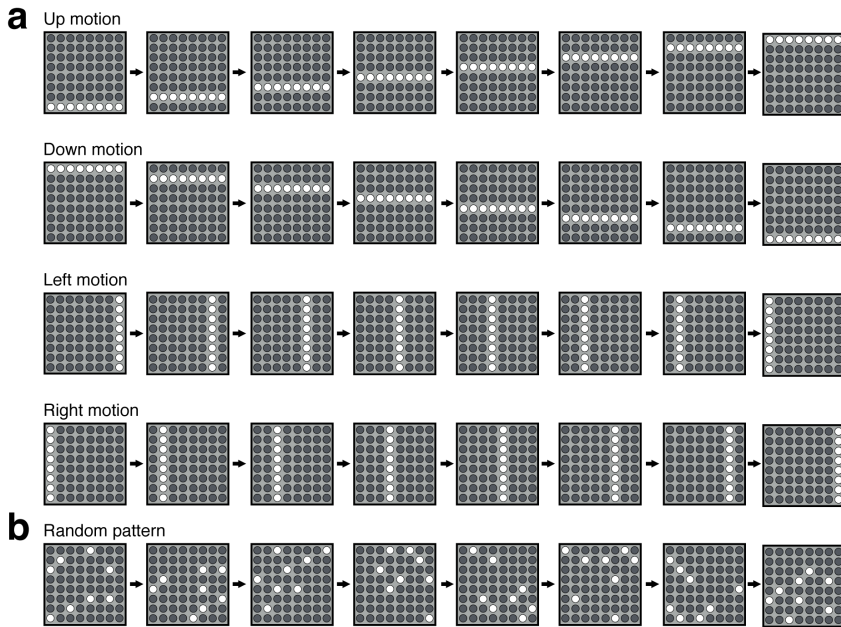 a
Up motion
Down motion
Left motion
Right motion
b
Random pattern